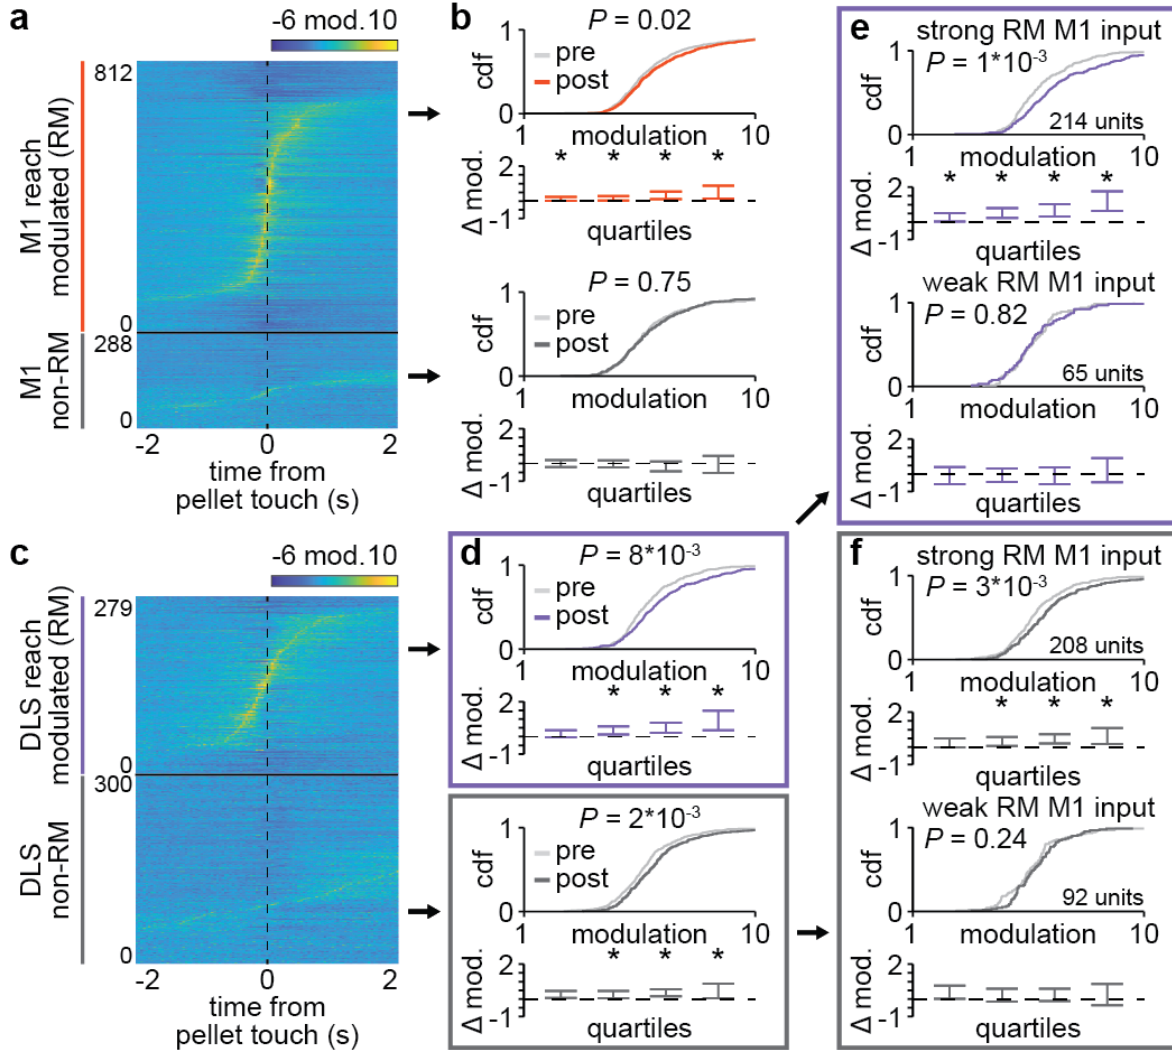 a
-6 mod.10
812
M1 reach
modulated (RM)
0
288
M1
non-RM
0
-2
0
2
time from
pellet touch (s)
b
P = 0.02
1
cdf
pre
post
0
1
modulation
10
* * * *
2
Δ mod.
-1
quartiles
P = 0.75
1
cdf
pre
post
0
1
modulation
10
2
Δ mod.
-1
quartiles
c
-6 mod.10
279
DLS reach
modulated (RM)
0
300
DLS
non-RM
0
-2
0
2
time from
pellet touch (s)
d
P = 8*10-3
1
cdf
pre
post
0
1
modulation
10
* * *
2
Δ mod.
-1
quartiles
P = 2*10-3
1
cdf
pre
post
0
1
modulation
10
* * *
2
Δ mod.
-1
quartiles
e
strong RM M1 input
1
P = 1*10-3
cdf
214 units
0
1
modulation
10
* * * *
2
Δ mod.
-1
quartiles
weak RM M1 input
1
P = 0.82
cdf
65 units
0
1
modulation
10
2
Δ mod.
-1
quartiles
f
strong RM M1 input
1
P = 3*10-3
cdf
208 units
0
1
modulation
10
* * *
2
Δ mod.
-1
quartiles
weak RM M1 input
1
P = 0.24
cdf
92 units
0
1
modulation
10
2
Δ mod.
-1
quartiles